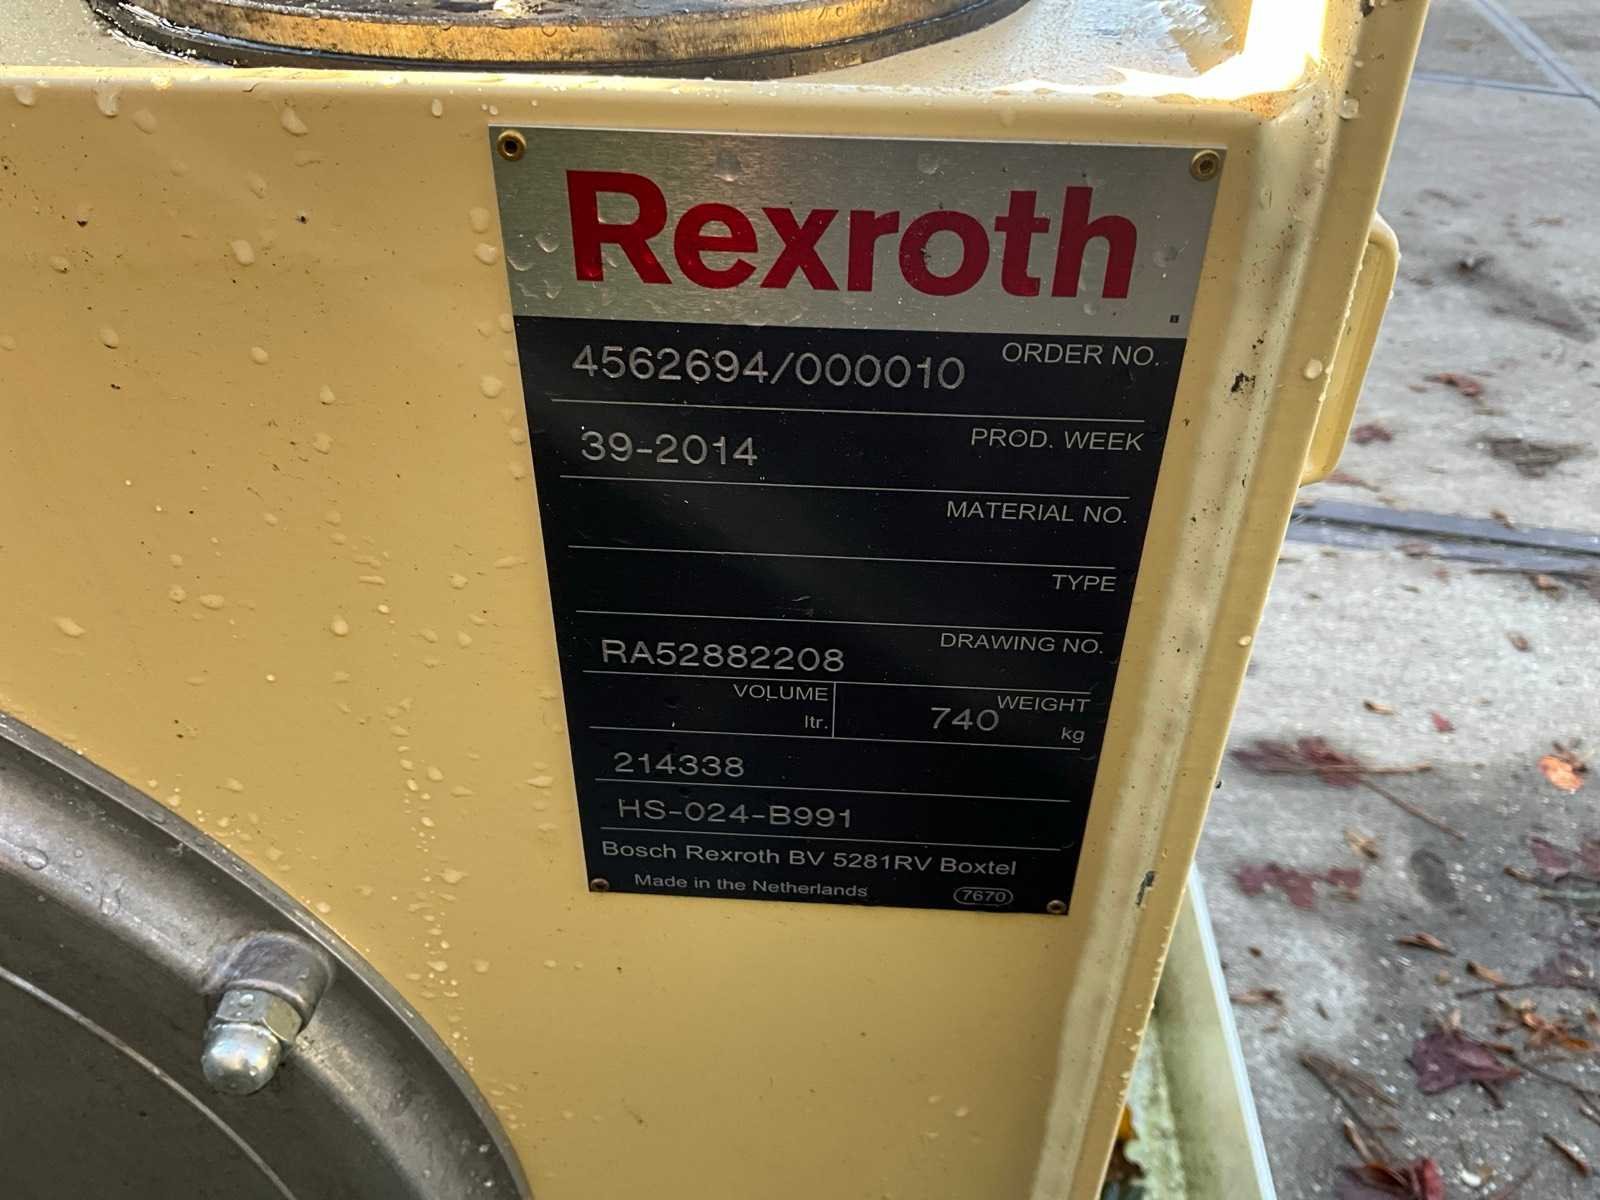 Rexroth
ORDER NO.
4562694/000010
PROD. WEEK
39-2014
MATERIAL NO.
TYPE
DRAWING NO.
RA52882208
VOLUME
ltr.
WEIGHT
740
kg
214338
HS-024-B991
Bosch Rexroth BV 5281RV Boxtel
Made in the Netherlands
7670